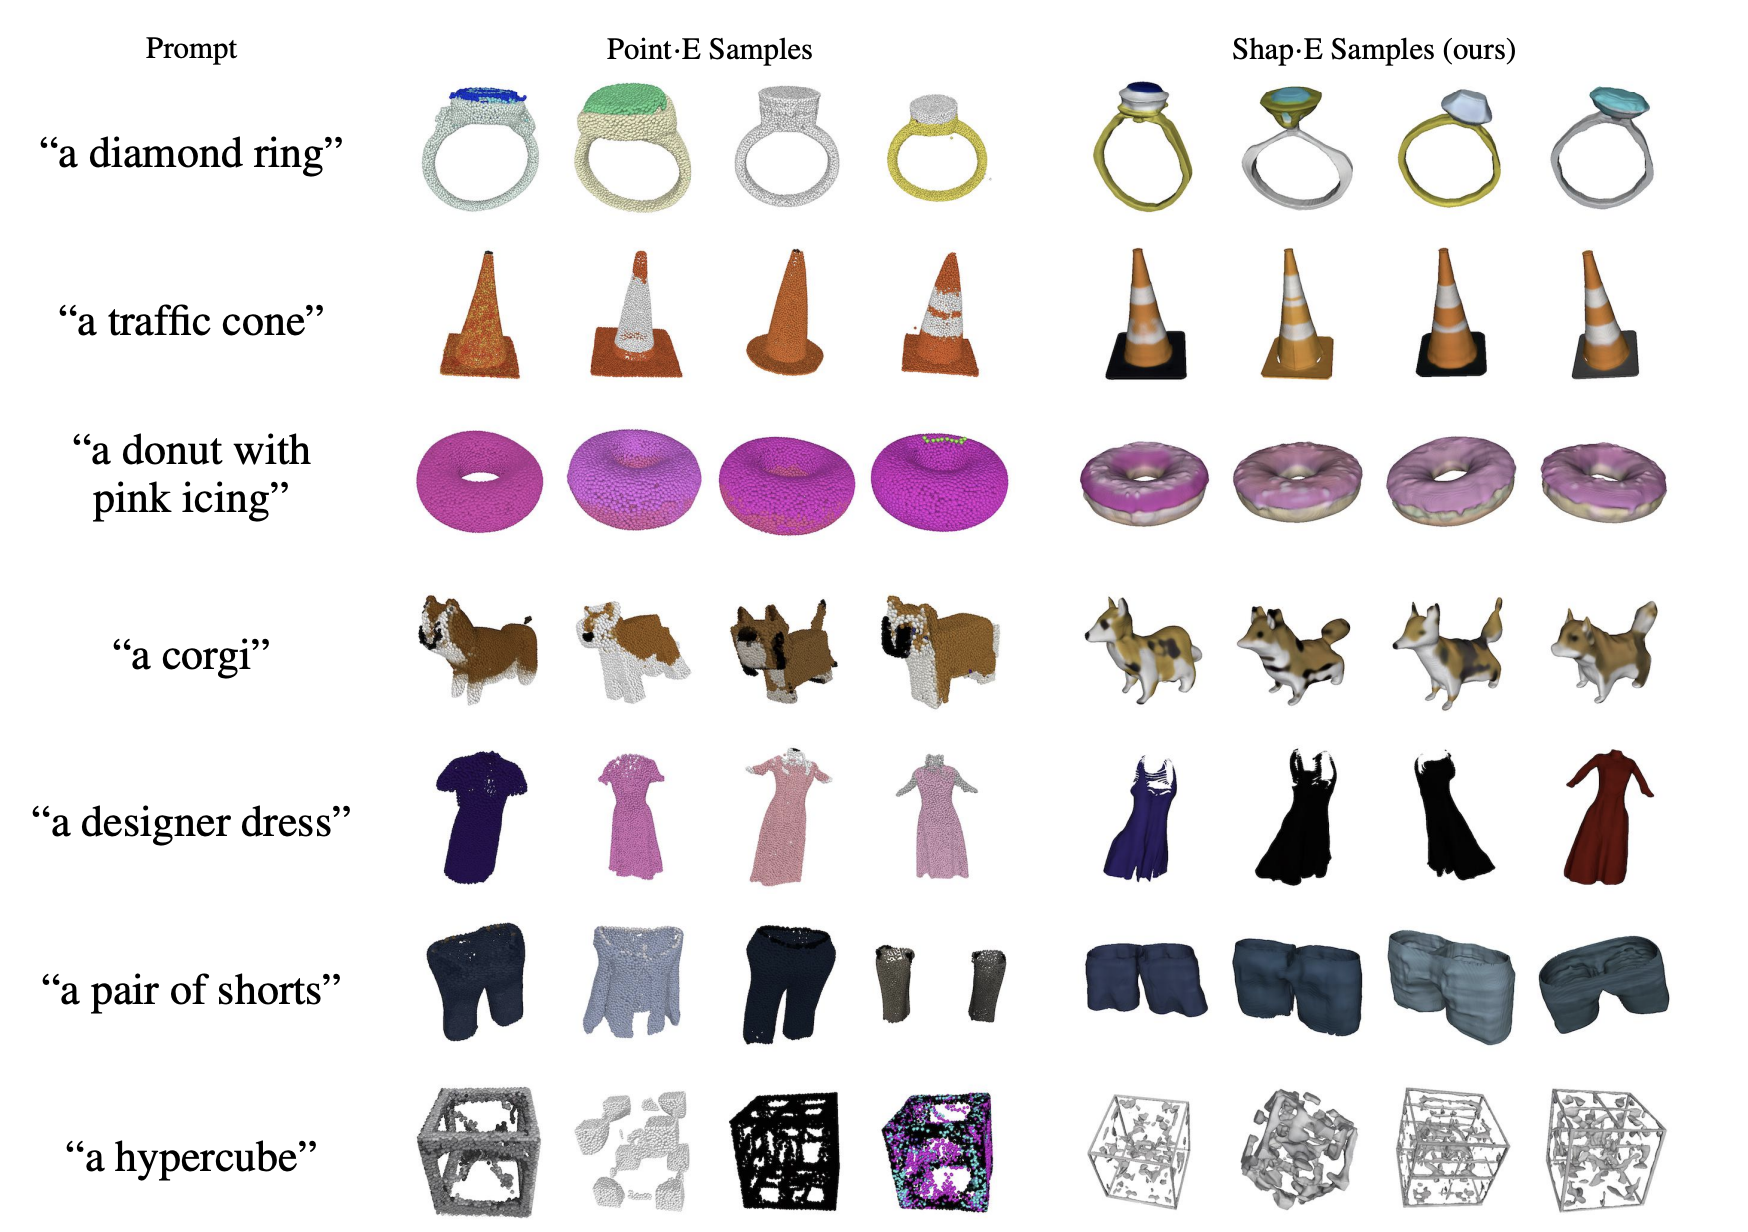 Prompt
Point·E Samples
Shap·E Samples (ours)
“a diamond ring”
“a traffic cone”
“a donut with
pink icing”
“a corgi”
“a designer dress”
“a pair of shorts”
“a hypercube”